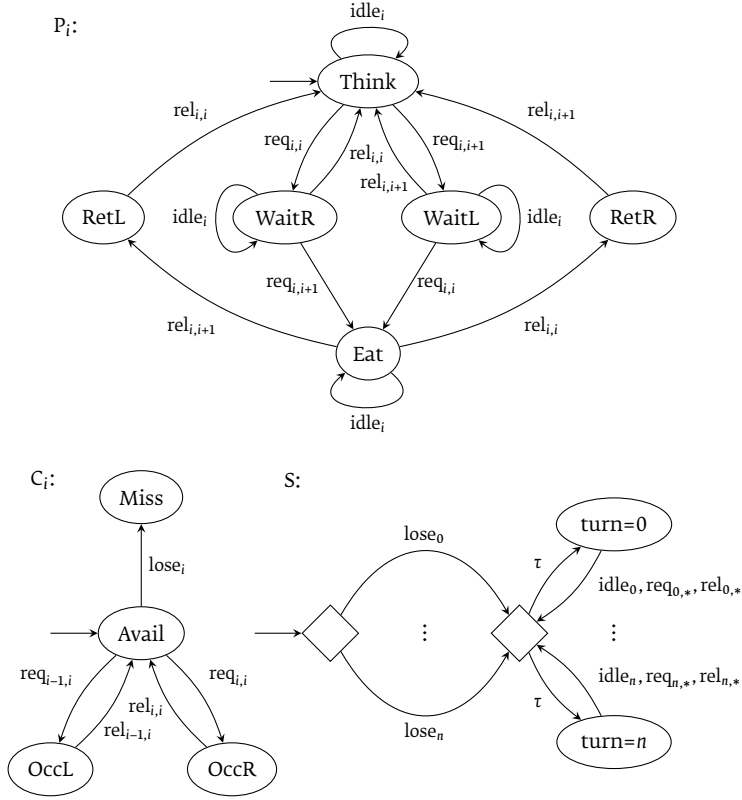 P_i:
idle_i
Think
rel_{i,i}
req_{i,i}
rel_{i,i}
rel_{i,i+1}
req_{i,i+1}
rel_{i,i+1}
RetL
idle_i
WaitR
WaitL
idle_i
RetR
req_{i,i+1}
req_{i,i}
rel_{i,i+1}
Eat
rel_{i,i}
idle_i
C_i:
Miss
lose_i
Avail
req_{i−1,i}
rel_{i−1,i}
rel_{i,i}
req_{i,i}
OccL
OccR
S:
lose_0
⋮
lose_n
τ
turn=0
idle_0, req_{0,*}, rel_{0,*}
⋮
idle_n, req_{n,*}, rel_{n,*}
τ
turn=n